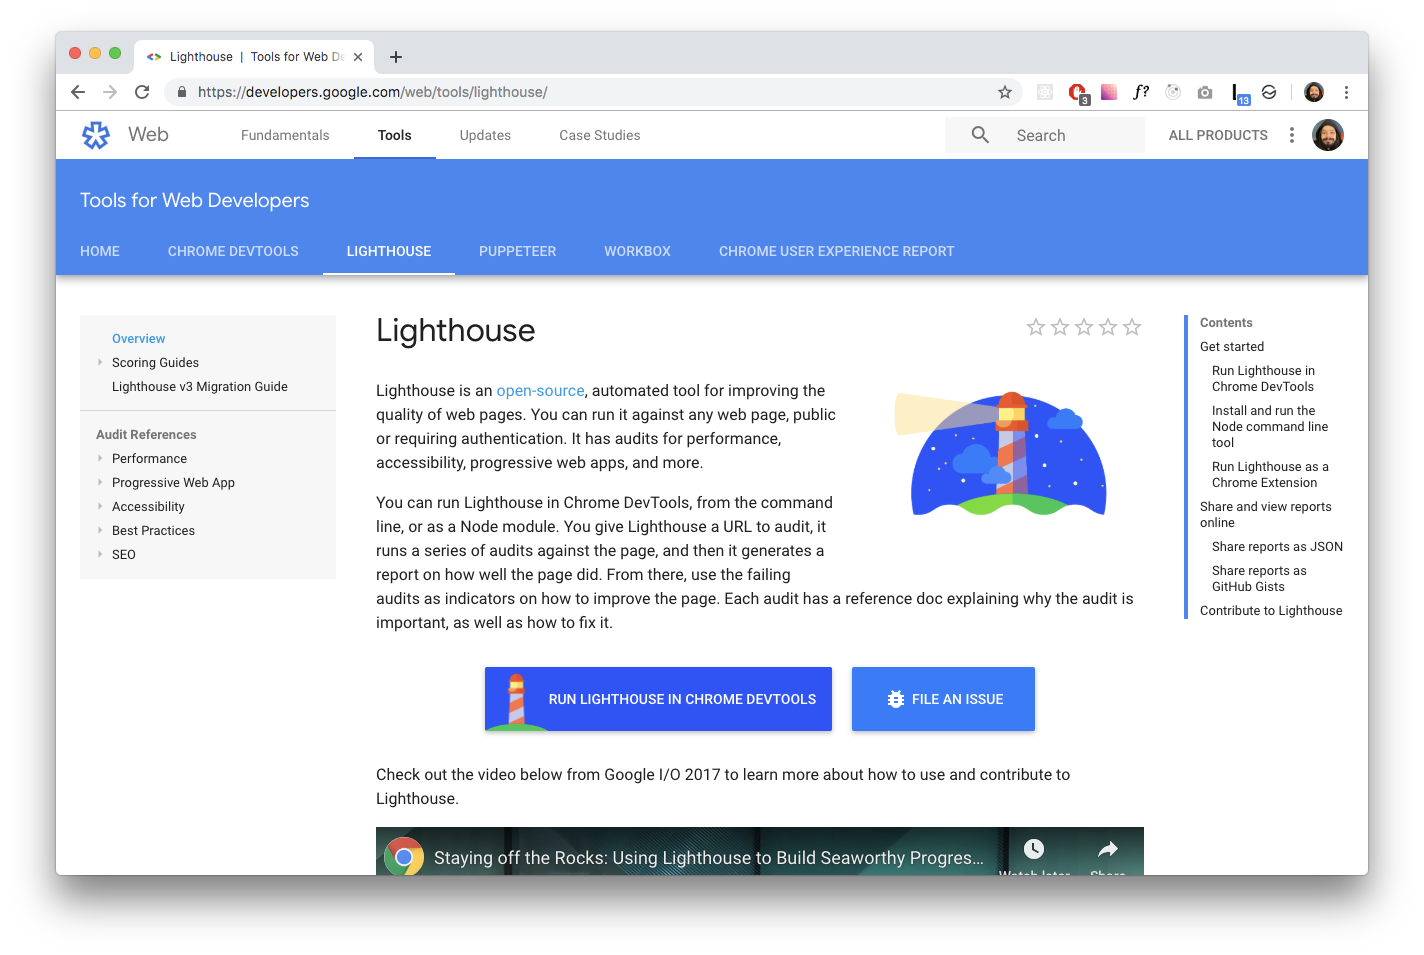 Lighthouse | Tools for Web De
https://developers.google.com/web/tools/lighthouse/
3
f?
13
Web
Fundamentals
Tools
Updates
Case Studies
Search
ALL PRODUCTS
Tools for Web Developers
HOME
CHROME DEVTOOLS
LIGHTHOUSE
PUPPETEER
WORKBOX
CHROME USER EXPERIENCE REPORT
Overview
Scoring Guides
Lighthouse v3 Migration Guide
Audit References
Performance
Progressive Web App
Accessibility
Best Practices
SEO
Lighthouse
Lighthouse is an open-source, automated tool for improving the
quality of web pages. You can run it against any web page, public
or requiring authentication. It has audits for performance,
accessibility, progressive web apps, and more.
You can run Lighthouse in Chrome DevTools, from the command
line, or as a Node module. You give Lighthouse a URL to audit, it
runs a series of audits against the page, and then it generates a
report on how well the page did. From there, use the failing
audits as indicators on how to improve the page. Each audit has a reference doc explaining why the audit is
important, as well as how to fix it.
RUN LIGHTHOUSE IN CHROME DEVTOOLS
FILE AN ISSUE
Check out the video below from Google I/O 2017 to learn more about how to use and contribute to
Lighthouse.
Staying off the Rocks: Using Lighthouse to Build Seaworthy Progres...
Watch later
Share
Contents
Get started
Run Lighthouse in
Chrome DevTools
Install and run the
Node command line
tool
Run Lighthouse as a
Chrome Extension
Share and view reports
online
Share reports as JSON
Share reports as
GitHub Gists
Contribute to Lighthouse